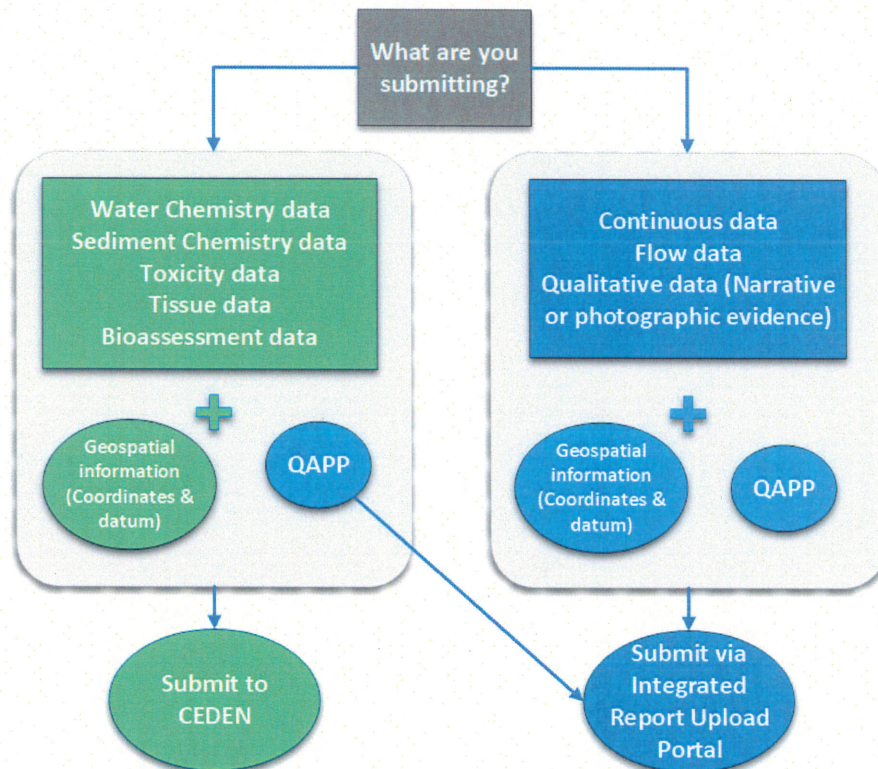 What are you
submitting?
Water Chemistry data
Sediment Chemistry data
Toxicity data
Tissue data
Bioassessment data
Geospatial
information
(Coordinates &
datum)
QAPP
Submit to
CEDEN
Continuous data
Flow data
Qualitative data (Narrative
or photographic evidence)
Geospatial
information
(Coordinates &
datum)
QAPP
Submit via
Integrated
Report Upload
Portal